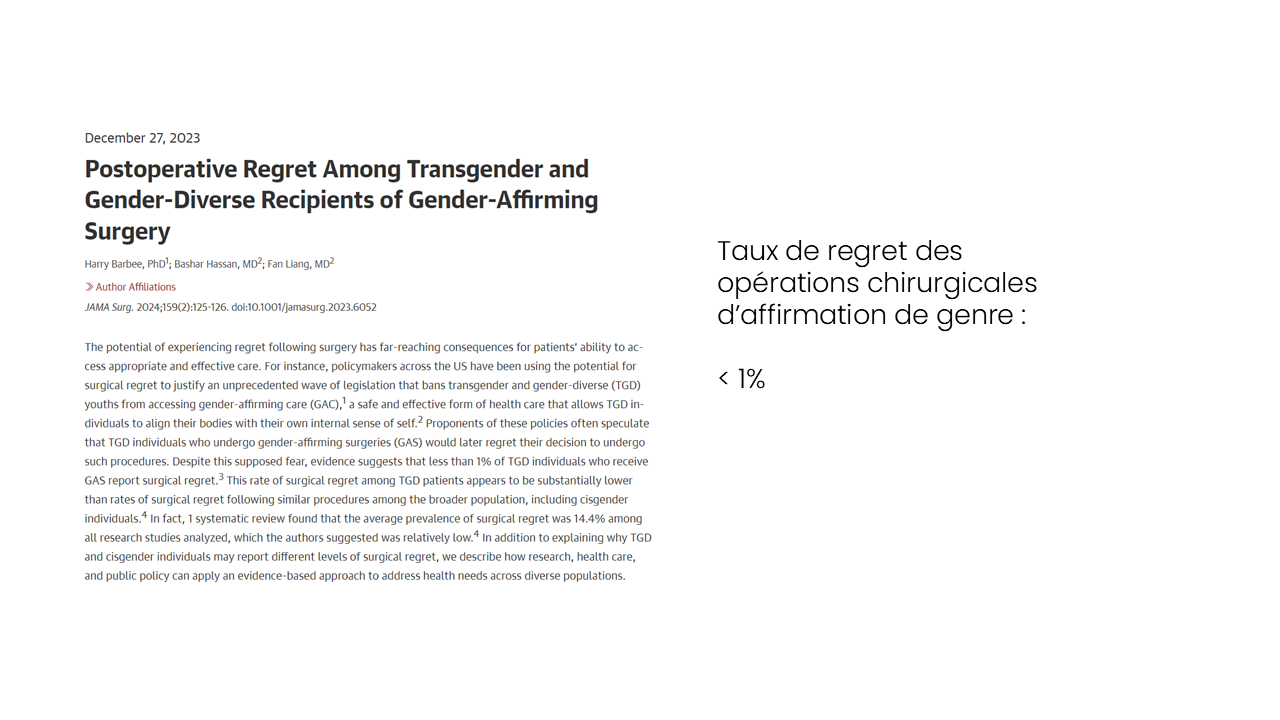 December 27, 2023
Postoperative Regret Among Transgender and
Gender-Diverse Recipients of Gender-Affirming
Surgery
Harry Barbee, PhD1; Bashar Hassan, MD2; Fan Liang, MD2
» Author Affiliations
JAMA Surg. 2024;159(2):125-126. doi:10.1001/jamasurg.2023.6052
The potential of experiencing regret following surgery has far-reaching consequences for patients' ability to ac-
cess appropriate and effective care. For instance, policymakers across the US have been using the potential for
surgical regret to justify an unprecedented wave of legislation that bans transgender and gender-diverse (TGD)
youths from accessing gender-affirming care (GAC),1 a safe and effective form of health care that allows TGD in-
dividuals to align their bodies with their own internal sense of self.2 Proponents of these policies often speculate
that TGD individuals who undergo gender-affirming surgeries (GAS) would later regret their decision to undergo
such procedures. Despite this supposed fear, evidence suggests that less than 1% of TGD individuals who receive
GAS report surgical regret.3 This rate of surgical regret among TGD patients appears to be substantially lower
than rates of surgical regret following similar procedures among the broader population, including cisgender
individuals.4 In fact, 1 systematic review found that the average prevalence of surgical regret was 14.4% among
all research studies analyzed, which the authors suggested was relatively low.4 In addition to explaining why TGD
and cisgender individuals may report different levels of surgical regret, we describe how research, health care,
and public policy can apply an evidence-based approach to address health needs across diverse populations.
Taux de regret des
opérations chirurgicales
d’affirmation de genre :
< 1%